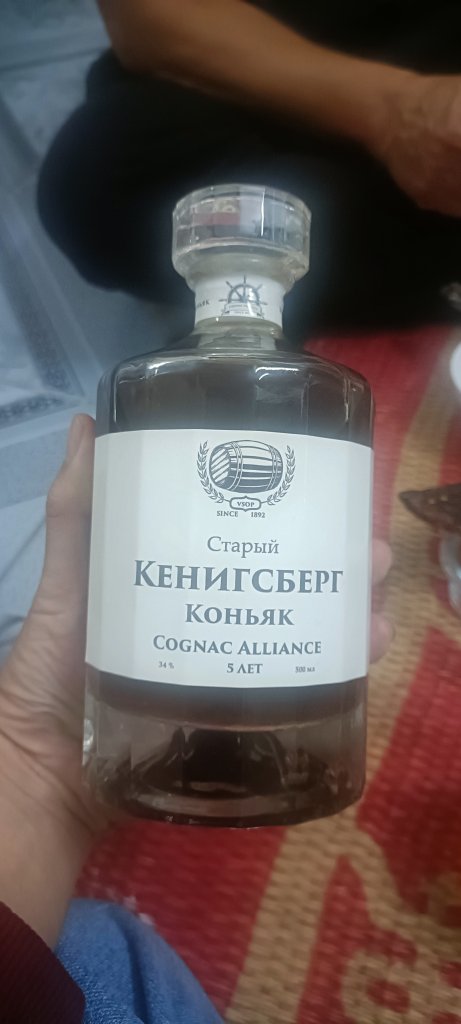 VSOP
SINCE 1892
Старый
КЕНИГСБЕРГ
КОНЬЯК
COGNAC ALLIANCE
34 % 5 ЛЕТ 500 мл